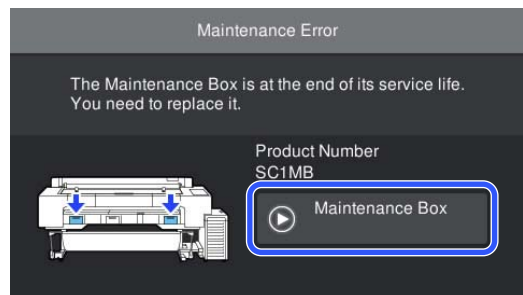 Maintenance Error
The Maintenance Box is at the end of its service life.
You need to replace it.
Product Number
SC1MB
Maintenance Box